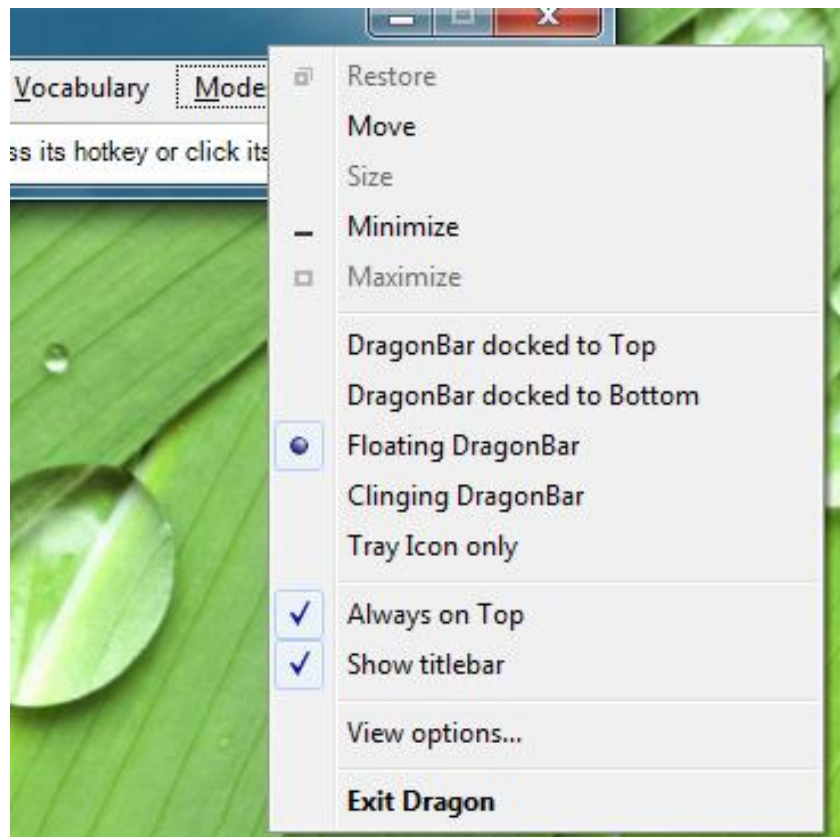 Vocabulary Mode
ss its hotkey or click its
Restore
Move
Size
Minimize
Maximize
DragonBar docked to Top
DragonBar docked to Bottom
Floating DragonBar
Clinging DragonBar
Tray Icon only
Always on Top
Show titlebar
View options...
Exit Dragon